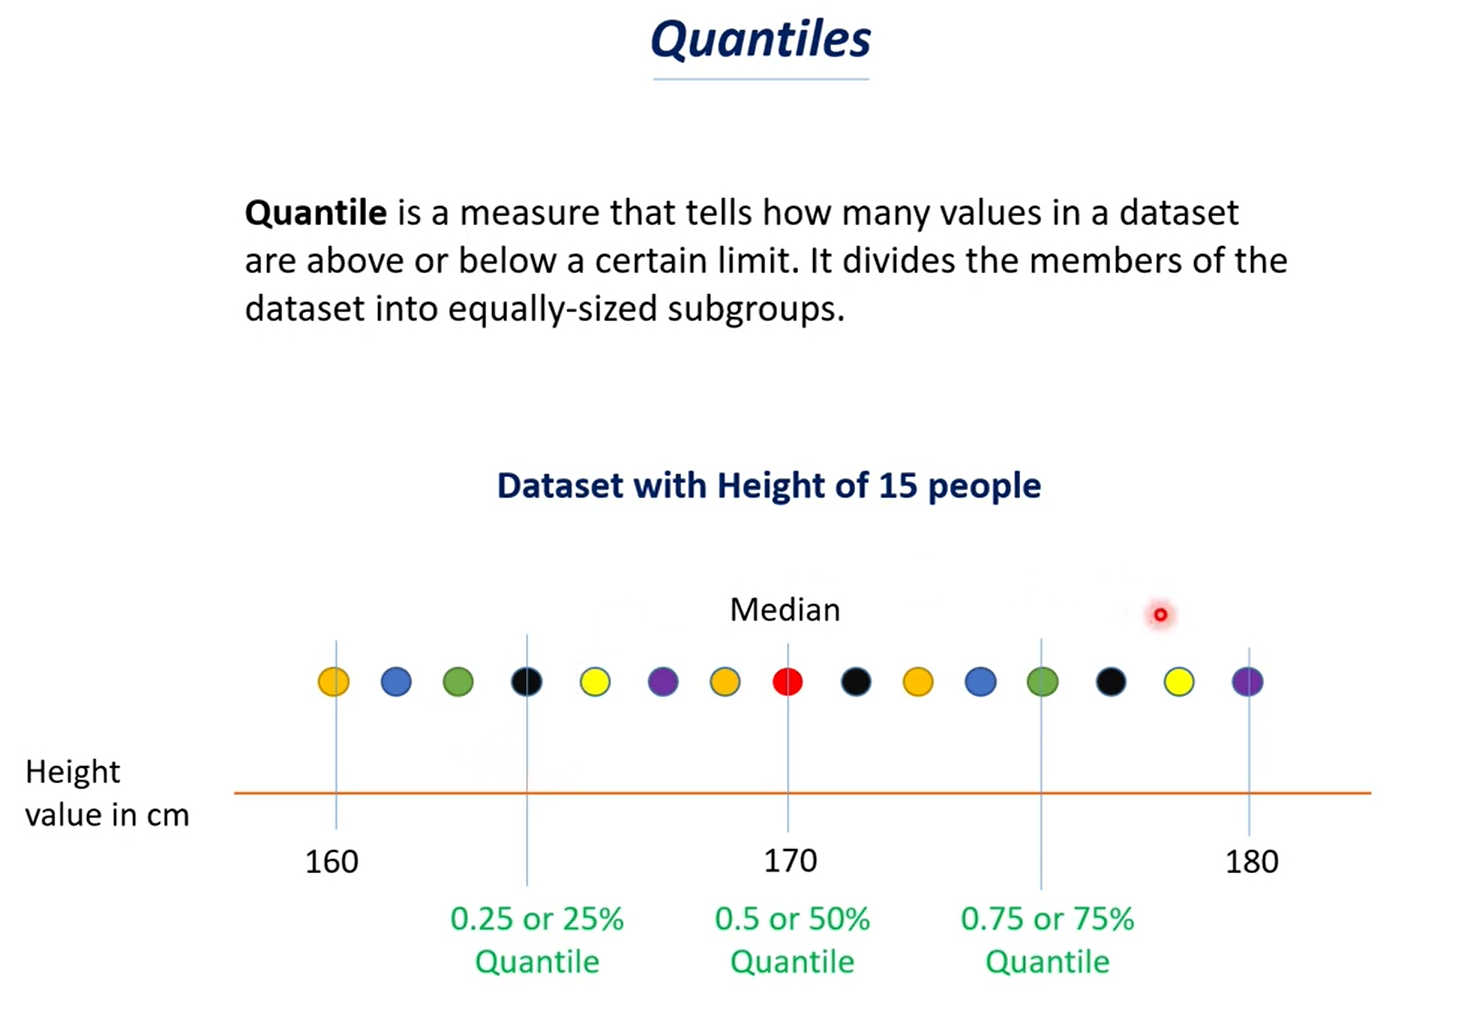 Quantiles
Quantile is a measure that tells how many values in a dataset
are above or below a certain limit. It divides the members of the
dataset into equally-sized subgroups.
Dataset with Height of 15 people
Median
Height
value in cm
160
170
180
0.25 or 25%
Quantile
0.5 or 50%
Quantile
0.75 or 75%
Quantile